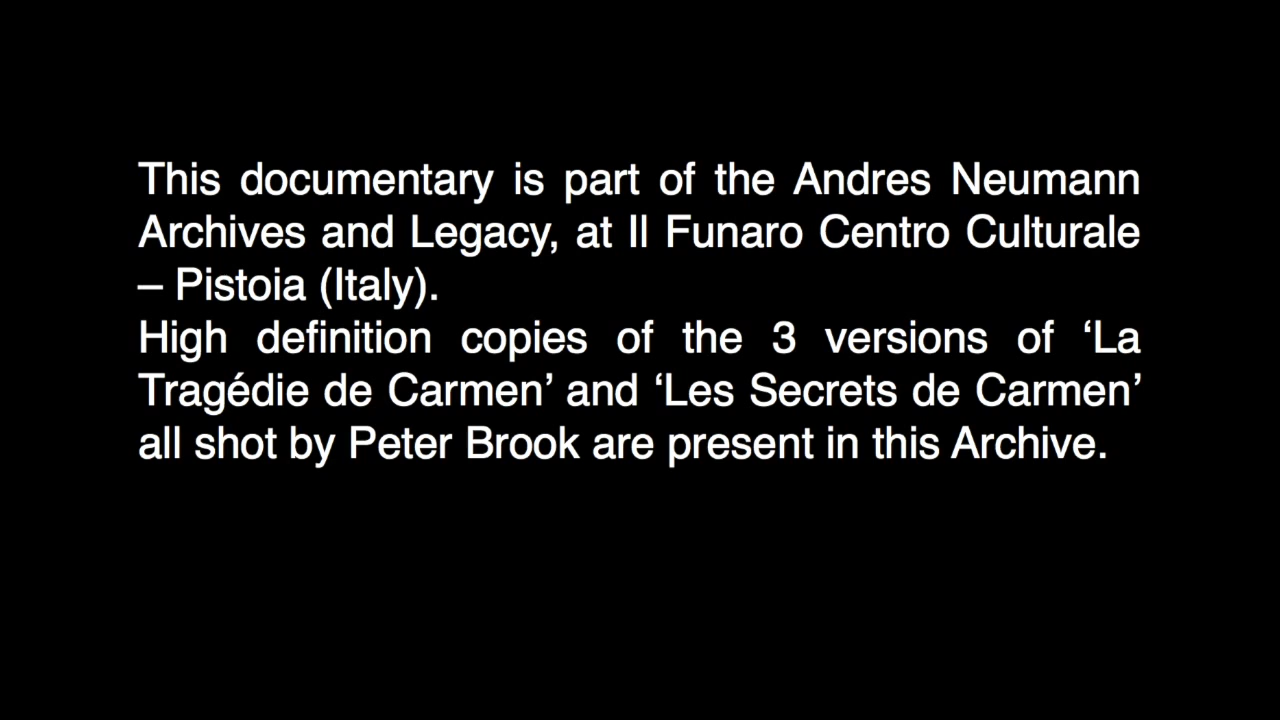 This documentary is part of the Andres Neumann
Archives and Legacy, at Il Funaro Centro Culturale
– Pistoia (Italy).
High definition copies of the 3 versions of ‘La
Tragédie de Carmen’ and ‘Les Secrets de Carmen’
all shot by Peter Brook are present in this Archive.